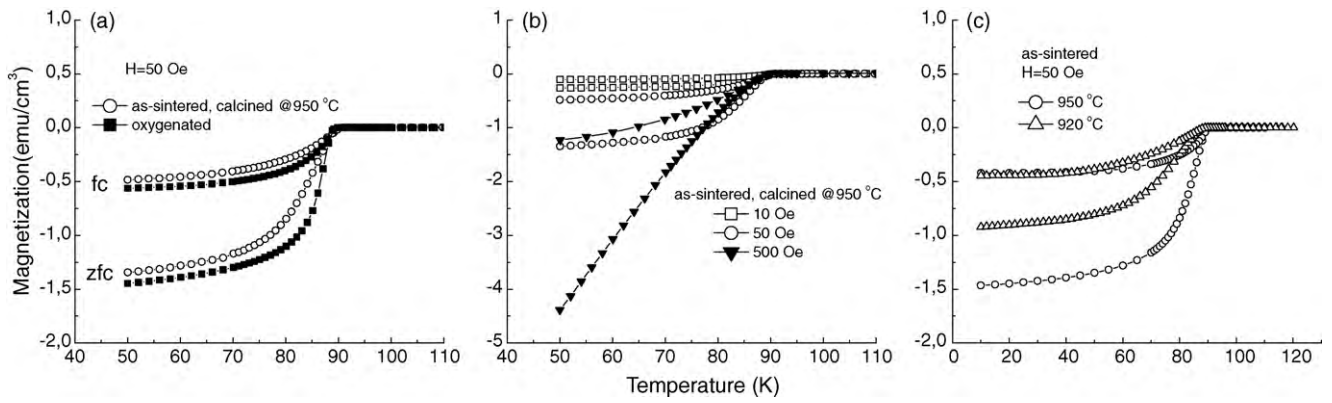 (a)
H=50 Oe
as-sintered, calcined @950 °C
oxygenated
fc
zfc
1,0
0,5
0,0
-0,5
-1,0
-1,5
-2,0
40 50 60 70 80 90 100 110
Magnetization(emu/cm³)
(b)
as-sintered, calcined @950 °C
10 Oe
50 Oe
500 Oe
1
0
-1
-2
-3
-4
-5
40 50 60 70 80 90 100 110
Temperature (K)
(c)
as-sintered
H=50 Oe
950 °C
920 °C
1,0
0,5
0,0
-0,5
-1,0
-1,5
-2,0
0 20 40 60 80 100 120